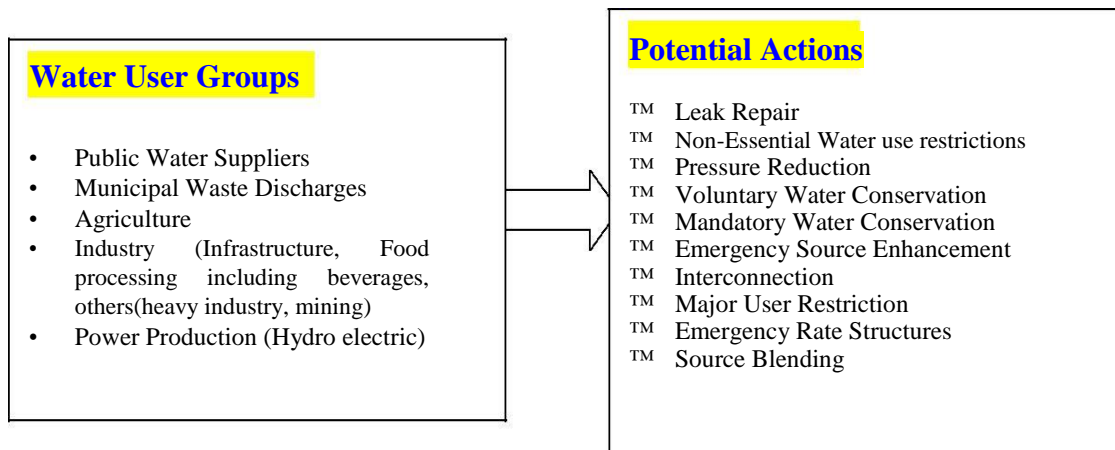 Water User Groups
• Public Water Suppliers
• Municipal Waste Discharges
• Agriculture
• Industry (Infrastructure, Food
processing including beverages,
others(heavy industry, mining)
• Power Production (Hydro electric)
Potential Actions
™ Leak Repair
™ Non-Essential Water use restrictions
™ Pressure Reduction
™ Voluntary Water Conservation
™ Mandatory Water Conservation
™ Emergency Source Enhancement
™ Interconnection
™ Major User Restriction
™ Emergency Rate Structures
™ Source Blending